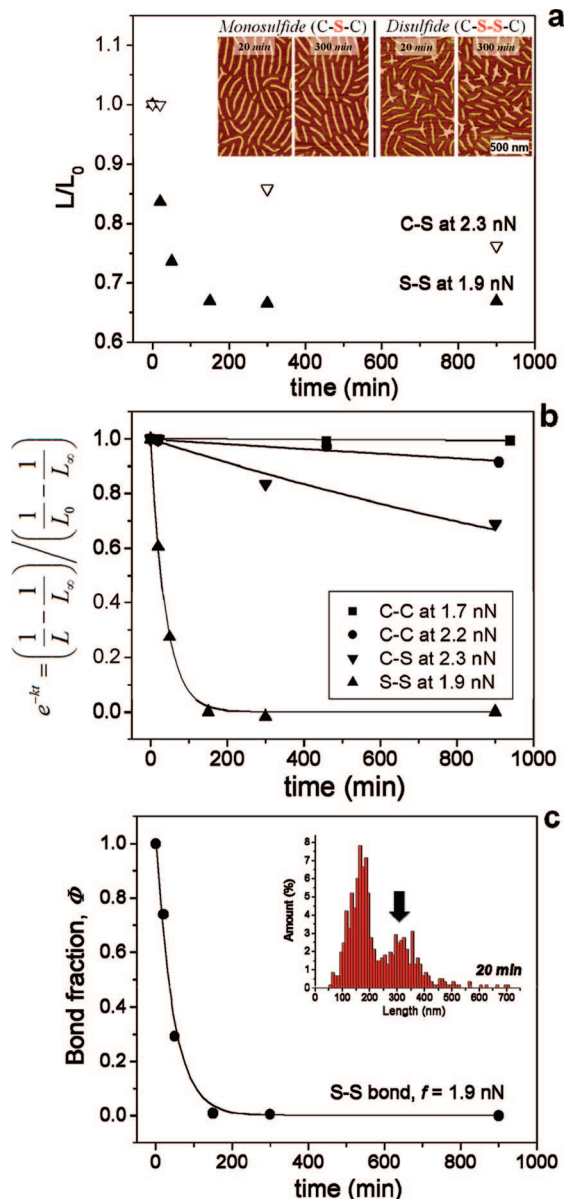 a
Monosulfide (C-S-C) Disulfide (C-S-S-C)
20 min 300 min 20 min 300 min
500 nm
1.1
1.0
0.9
0.8
0.7
0.6
L/L₀
C-S at 2.3 nN
S-S at 1.9 nN
0 200 400 600 800 1000
time (min)
b
1.0
0.8
0.6
0.4
0.2
0.0
e^{-kt} = (1/L − 1/L∞) / (1/L₀ − 1/L∞)
C-C at 1.7 nN
C-C at 2.2 nN
C-S at 2.3 nN
S-S at 1.9 nN
0 200 400 600 800 1000
time (min)
c
1.0
0.8
0.6
0.4
0.2
0.0
Bond fraction, Φ
8
7
6
5
4
3
2
1
0
Amount (%)
20 min
0 100 200 300 400 500 600 700
Length (nm)
S-S bond, f = 1.9 nN
0 200 400 600 800 1000
time (min)